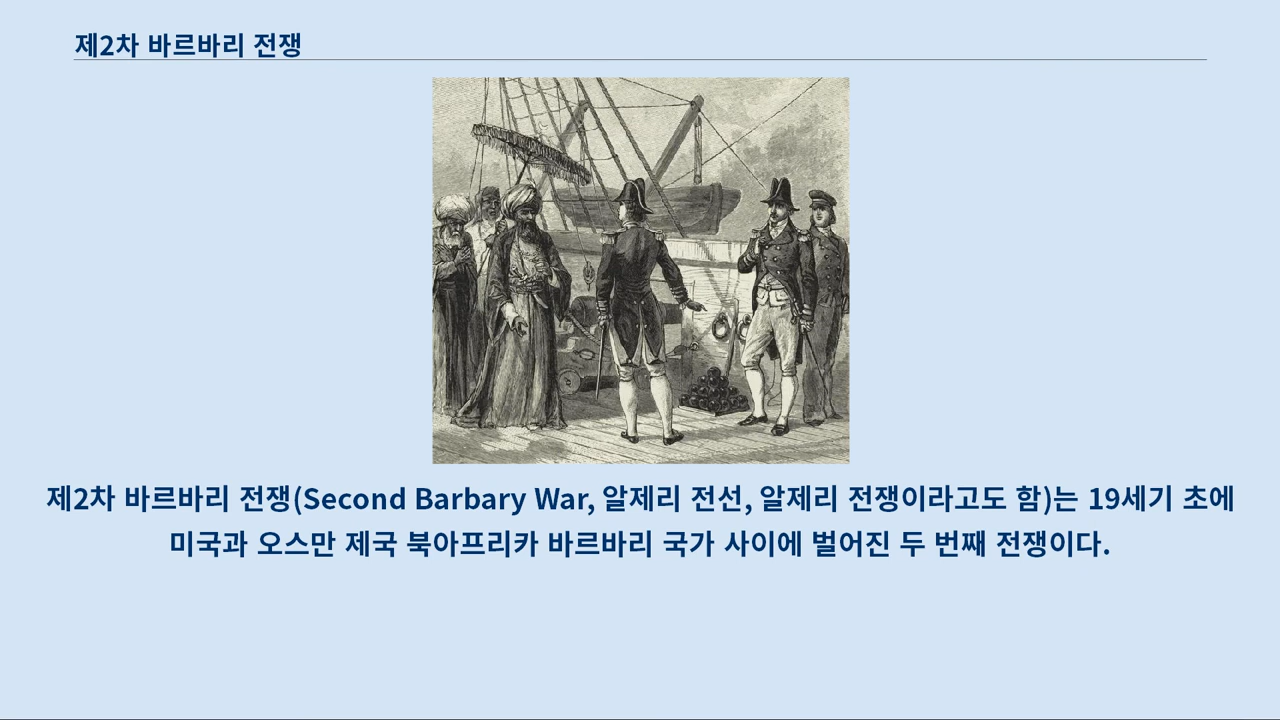 제2차 바르바리 전쟁
제2차 바르바리 전쟁(Second Barbary War, 알제리 전선, 알제리 전쟁이라고도 함)는 19세기 초에
미국과 오스만 제국 북아프리카 바르바리 국가 사이에 벌어진 두 번째 전쟁이다.